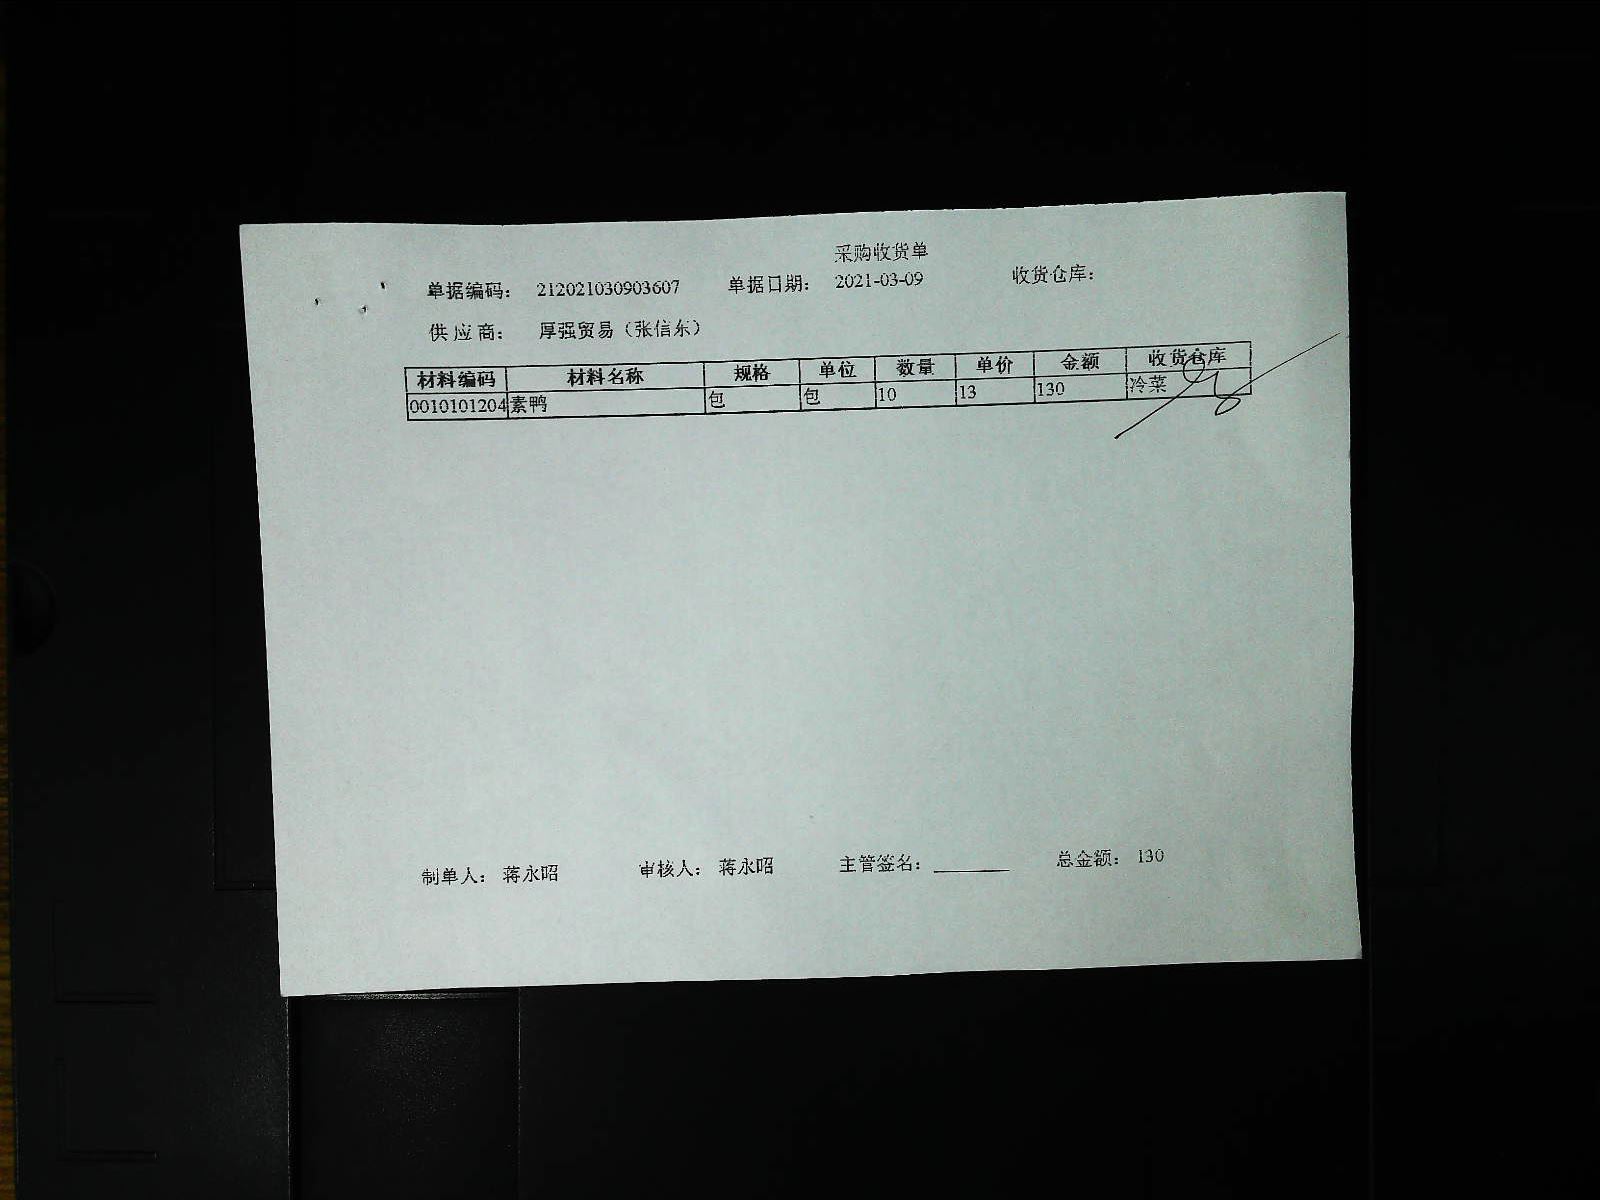 采购收货单
单据编码： 212021030903607 单据日期： 2021-03-09 收货仓库：
供 应 商： 厚强贸易（张信东）
材料编码 材料名称 规格 单位 数量 单价 金额 收货仓库
0010101204 素鸭 包 包 10 13 130 冷菜
制单人： 蒋永昭 审核人： 蒋永昭 主管签名：________ 总金额： 130